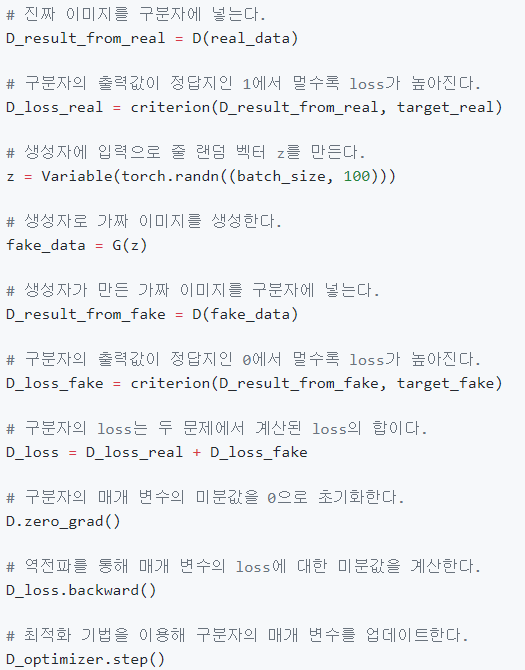 # 진짜 이미지를 구분자에 넣는다.
D_result_from_real = D(real_data)
# 구분자의 출력값이 정답지인 1에서 멀수록 loss가 높아진다.
D_loss_real = criterion(D_result_from_real, target_real)
# 생성자에 입력으로 줄 랜덤 벡터 z를 만든다.
z = Variable(torch.randn((batch_size, 100)))
# 생성자로 가짜 이미지를 생성한다.
fake_data = G(z)
# 생성자가 만든 가짜 이미지를 구분자에 넣는다.
D_result_from_fake = D(fake_data)
# 구분자의 출력값이 정답지인 0에서 멀수록 loss가 높아진다.
D_loss_fake = criterion(D_result_from_fake, target_fake)
# 구분자의 loss는 두 문제에서 계산된 loss의 합이다.
D_loss = D_loss_real + D_loss_fake
# 구분자의 매개 변수의 미분값을 0으로 초기화한다.
D.zero_grad()
# 역전파를 통해 매개 변수의 loss에 대한 미분값을 계산한다.
D_loss.backward()
# 최적화 기법을 이용해 구분자의 매개 변수를 업데이트한다.
D_optimizer.step()